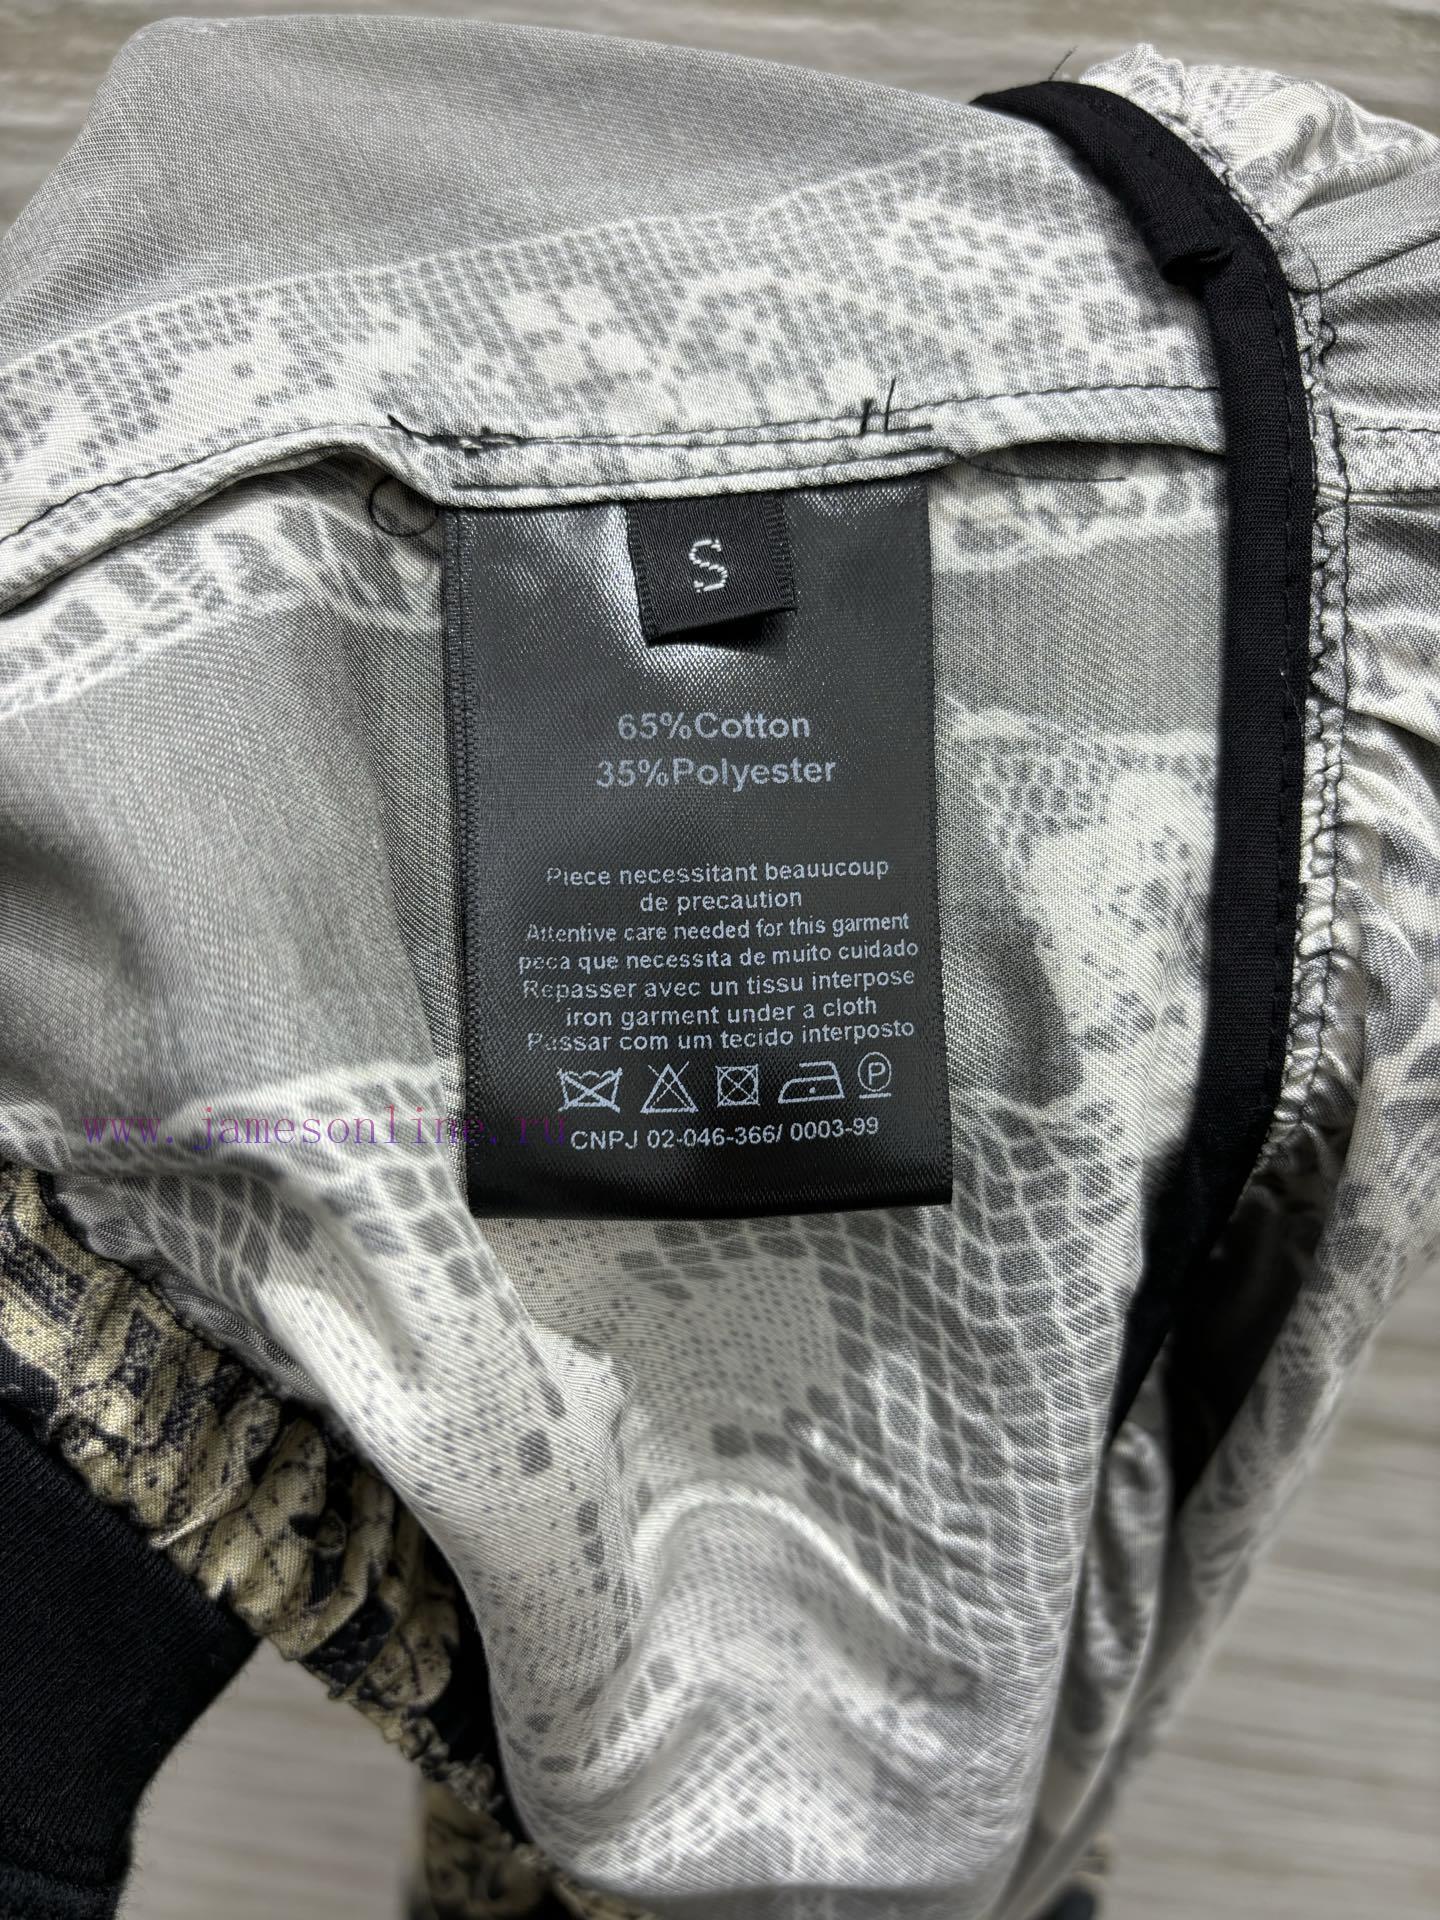 S
65%Cotton
35%Polyester
Piece necessitant beauucoup
de precaution
Attentive care needed for this garment
peca que necessita de muito cuidado
Repasser avec un tissu interpose
iron garment under a cloth
Passar com um tecido interposto
P
www.jamesonline.ru
CNPJ 02-046-366/ 0003-99